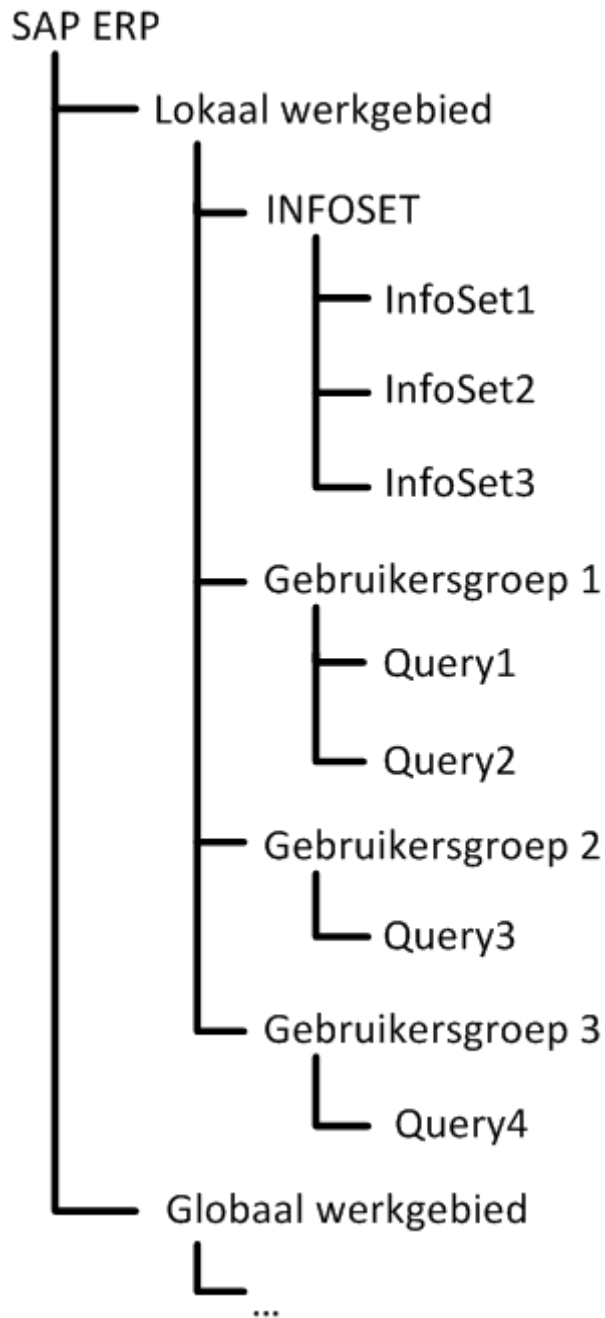 SAP ERP
Lokaal werkgebied
INFOSET
InfoSet1
InfoSet2
InfoSet3
Gebruikersgroep 1
Query1
Query2
Gebruikersgroep 2
Query3
Gebruikersgroep 3
Query4
Globaal werkgebied
...